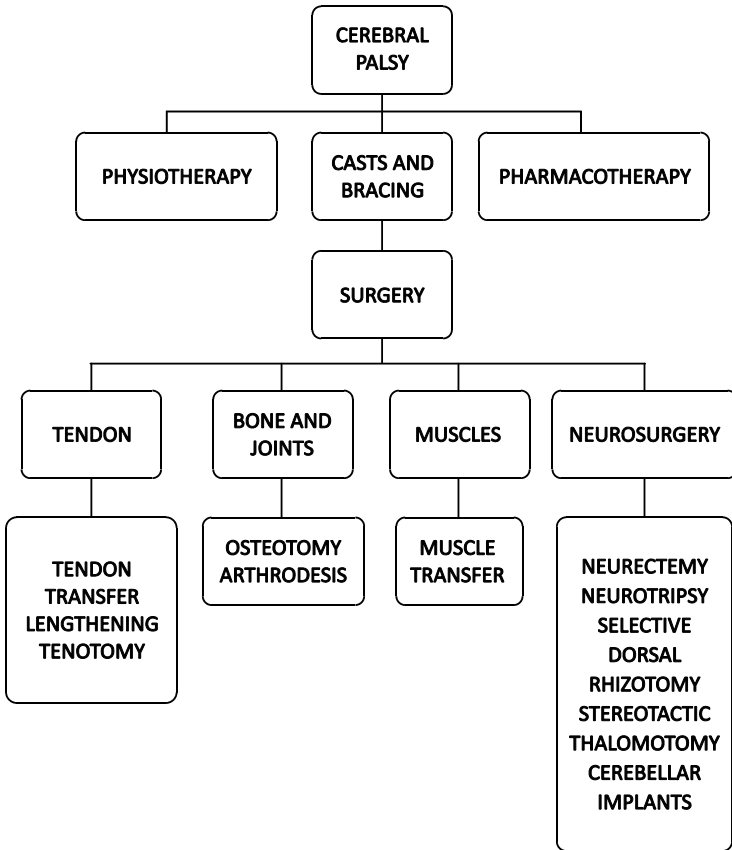 CEREBRAL
PALSY
PHYSIOTHERAPY
CASTS AND
BRACING
PHARMACOTHERAPY
SURGERY
TENDON
BONE AND
JOINTS
MUSCLES
NEUROSURGERY
TENDON
TRANSFER
LENGTHENING
TENOTOMY
OSTEOTOMY
ARTHRODESIS
MUSCLE
TRANSFER
NEURECTEMY
NEUROTRIPSY
SELECTIVE
DORSAL
RHIZOTOMY
STEREOTACTIC
THALOMOTOMY
CEREBELLAR
IMPLANTS